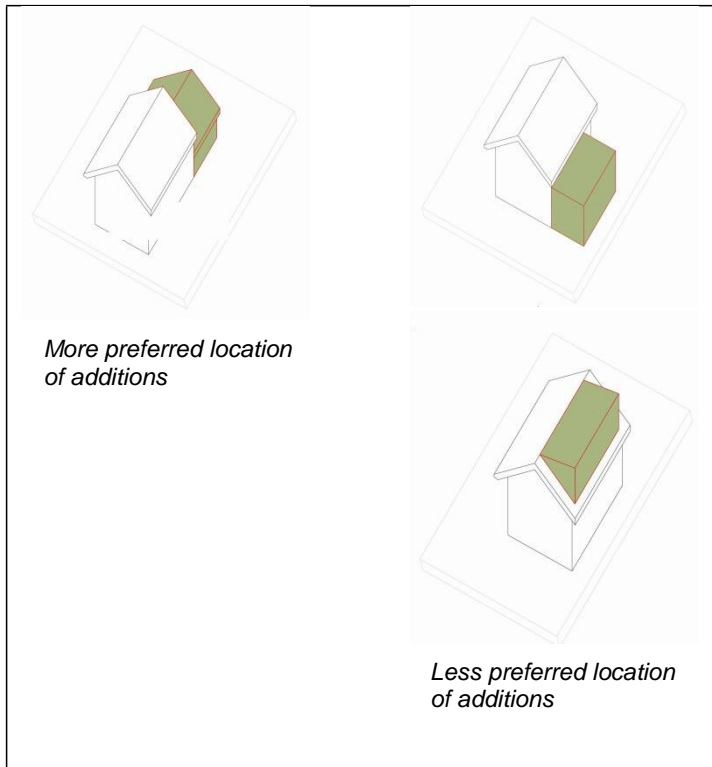 More preferred location
of additions
Less preferred location
of additions